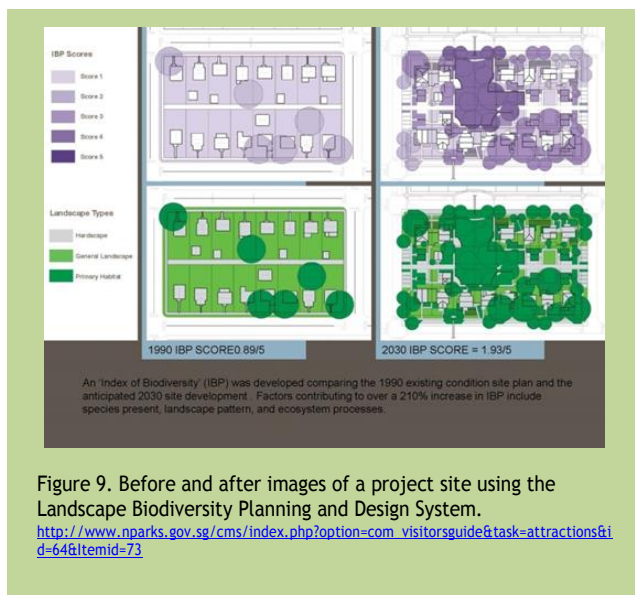 IBP Scores
Score 1
Score 2
Score 3
Score 4
Score 5
Landscape Types
Hardscape
General Landscape
Primary Habitat
1990 IBP SCORE0.89/5
2030 IBP SCORE = 1.93/5
An 'Index of Biodiversity' (IBP) was developed comparing the 1990 existing condition site plan and the
anticipated 2030 site development . Factors contributing to over a 210% increase in IBP include
species present, landscape pattern, and ecosystem processes.
Figure 9. Before and after images of a project site using the
Landscape Biodiversity Planning and Design System.
http://www.nparks.gov.sg/cms/index.php?option=com_visitorsguide&task=attractions&i
d=64&Itemid=73